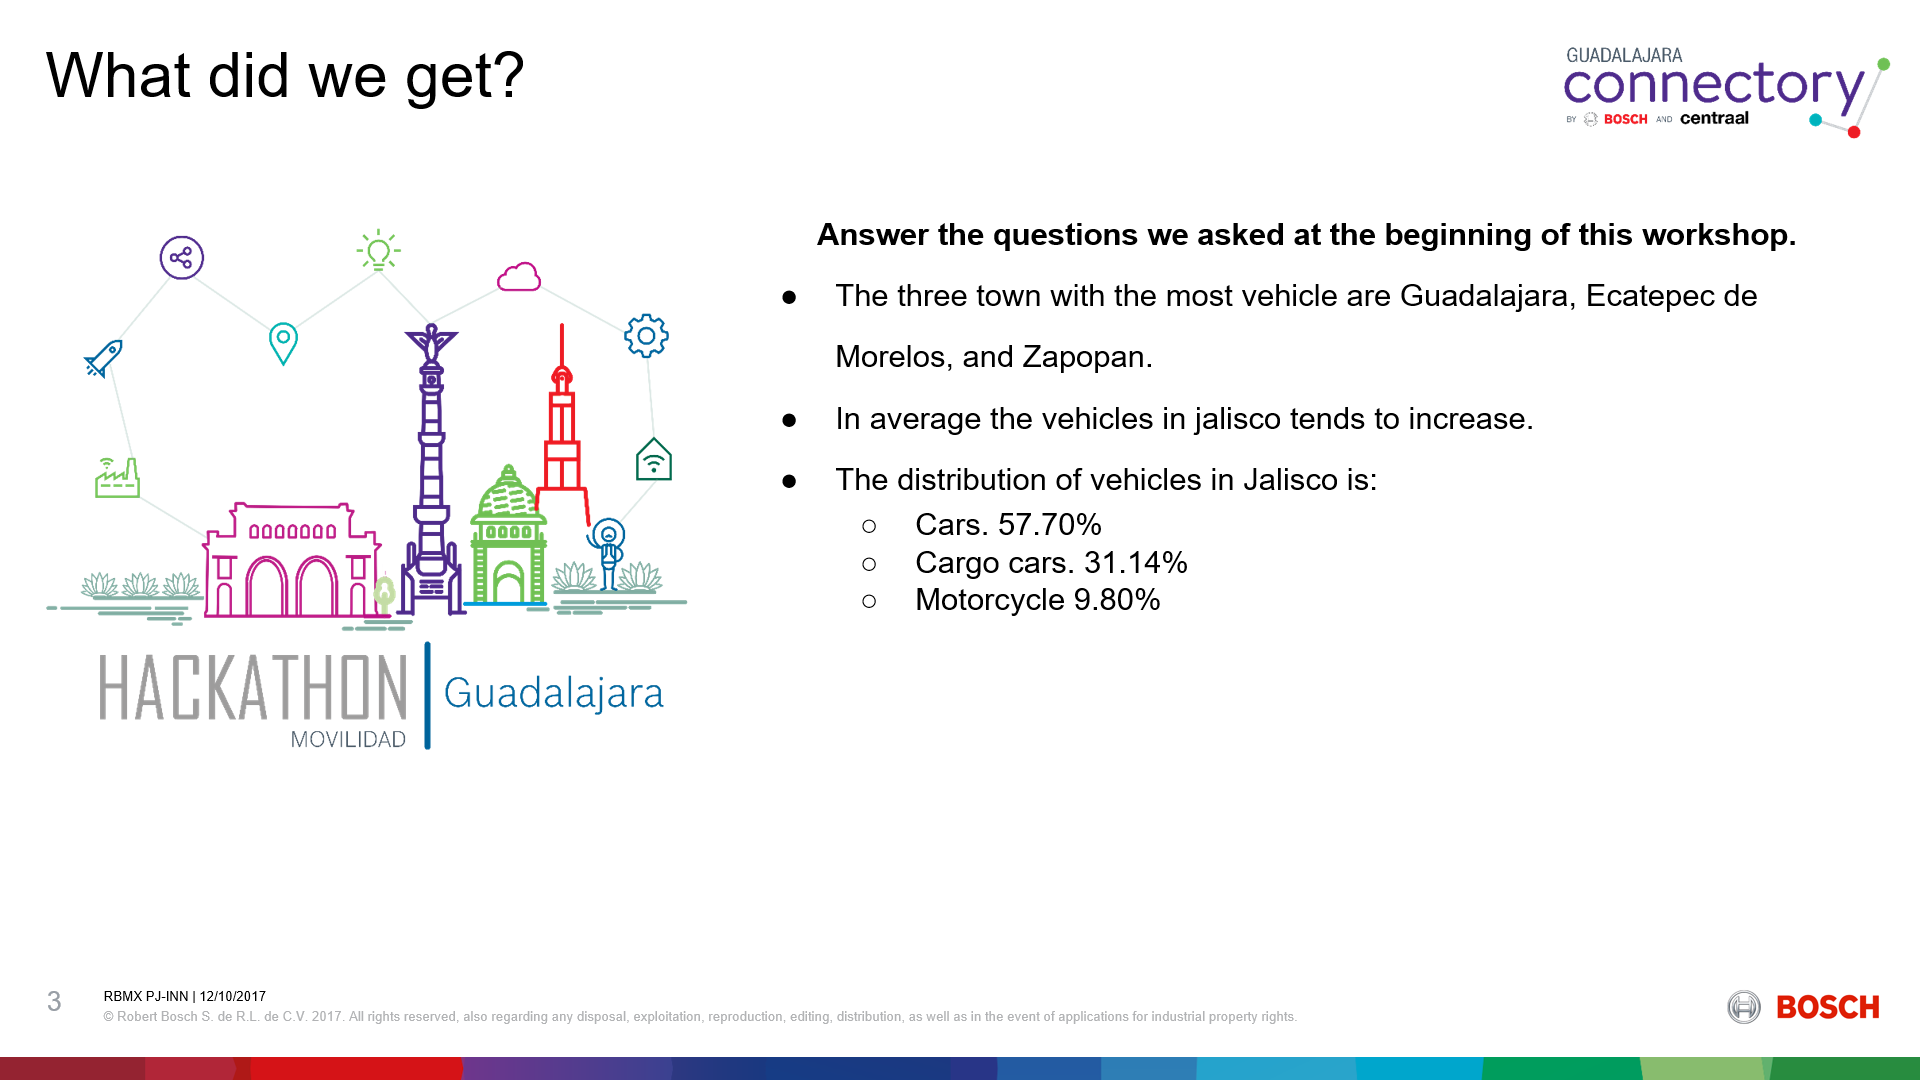 What did we get?
GUADALAJARA
connectory
BY BOSCH AND centraal
Answer the questions we asked at the beginning of this workshop.
● The three town with the most vehicle are Guadalajara, Ecatepec de
Morelos, and Zapopan.
● In average the vehicles in jalisco tends to increase.
● The distribution of vehicles in Jalisco is:
○ Cars. 57.70%
○ Cargo cars. 31.14%
○ Motorcycle 9.80%
HACKATHON
MOVILIDAD
Guadalajara
3
RBMX PJ-INN | 12/10/2017
© Robert Bosch S. de R.L. de C.V. 2017. All rights reserved, also regarding any disposal, exploitation, reproduction, editing, distribution, as well as in the event of applications for industrial property rights.
BOSCH